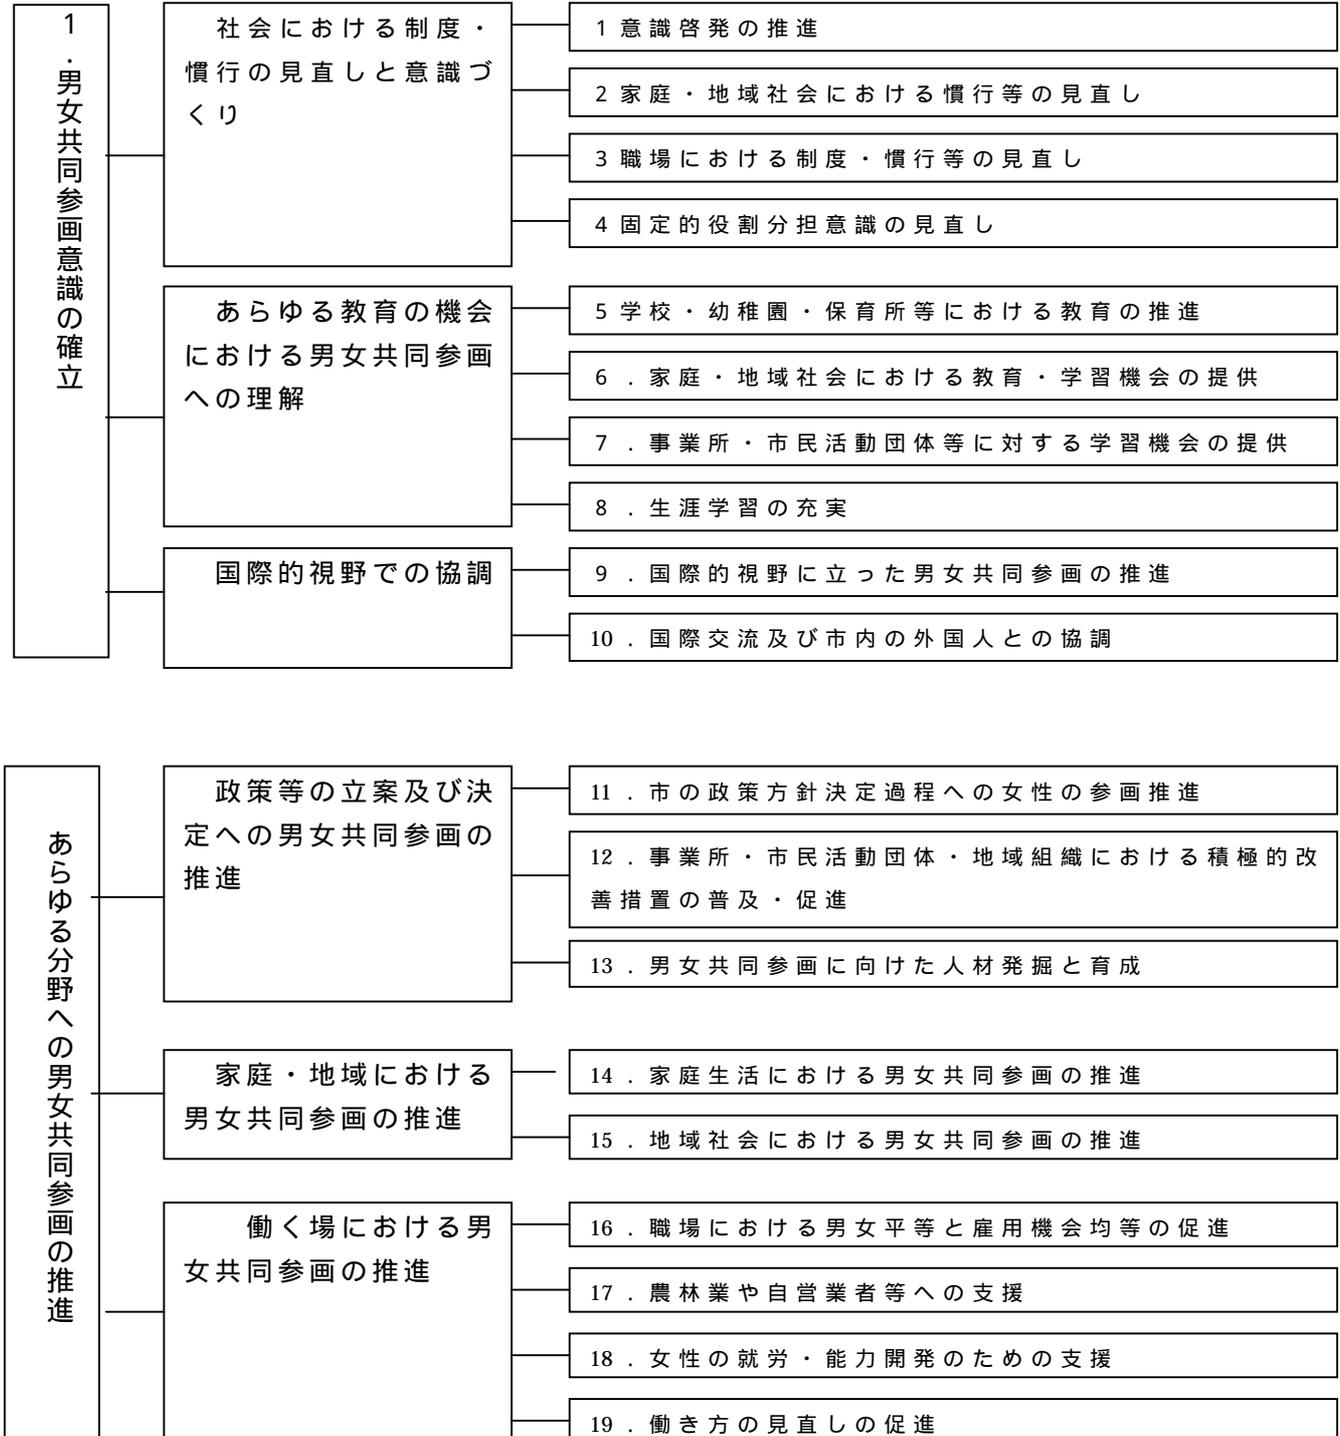 1．男女共同参画意識の確立
社会における制度・
慣行の見直しと意識づ
くり
1 意識啓発の推進
2 家庭・地域社会における慣行等の見直し
3 職場における制度・慣行等の見直し
4 固定的役割分担意識の見直し
あらゆる教育の機会
における男女共同参画
への理解
5 学校・幼稚園・保育所等における教育の推進
6．家庭・地域社会における教育・学習機会の提供
7．事業所・市民活動団体等に対する学習機会の提供
8．生涯学習の充実
国際的視野での協調
9．国際的視野に立った男女共同参画の推進
10．国際交流及び市内の外国人との協調
あらゆる分野への男女共同参画の推進
政策等の立案及び決
定への男女共同参画の
推進
11．市の政策方針決定過程への女性の参画推進
12．事業所・市民活動団体・地域組織における積極的改
善措置の普及・促進
13．男女共同参画に向けた人材発掘と育成
家庭・地域における
男女共同参画の推進
14．家庭生活における男女共同参画の推進
15．地域社会における男女共同参画の推進
働く場における男
女共同参画の推進
16．職場における男女平等と雇用機会均等の促進
17．農林業や自営業者等への支援
18．女性の就労・能力開発のための支援
19．働き方の見直しの促進